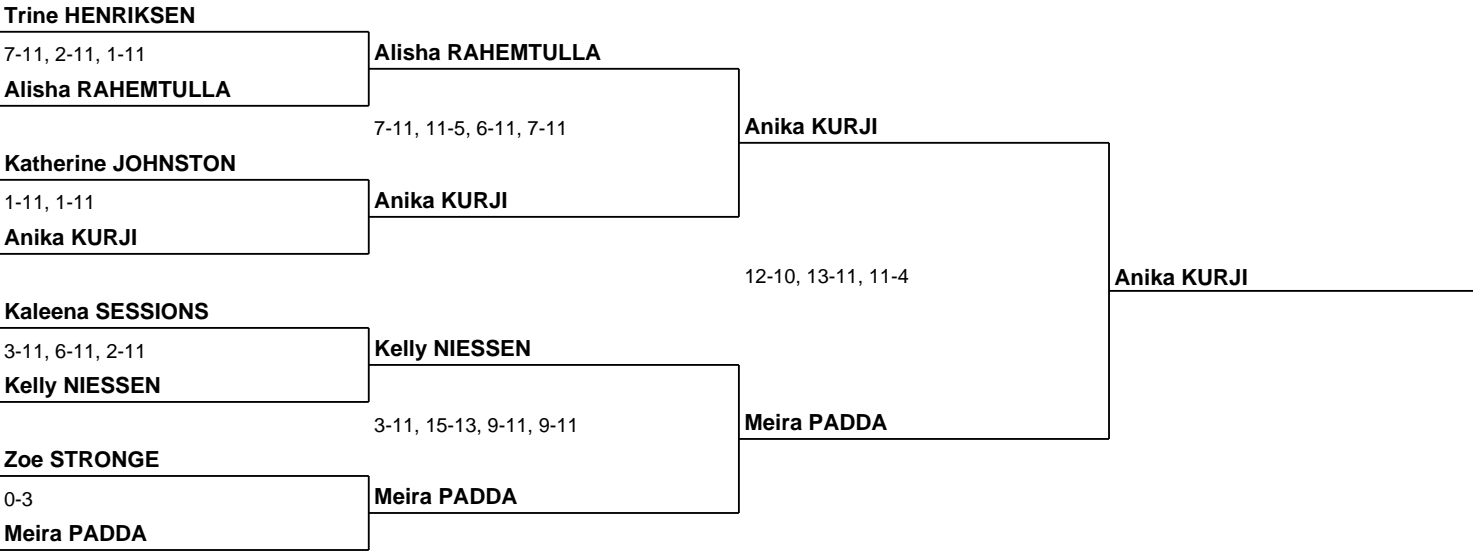 Trine HENRIKSEN
7-11, 2-11, 1-11
Alisha RAHEMTULLA
Alisha RAHEMTULLA
7-11, 11-5, 6-11, 7-11
Anika KURJI
Katherine JOHNSTON
1-11, 1-11
Anika KURJI
Anika KURJI
12-10, 13-11, 11-4
Anika KURJI
Kaleena SESSIONS
3-11, 6-11, 2-11
Kelly NIESSEN
Kelly NIESSEN
3-11, 15-13, 9-11, 9-11
Meira PADDA
Zoe STRONGE
0-3
Meira PADDA
Meira PADDA